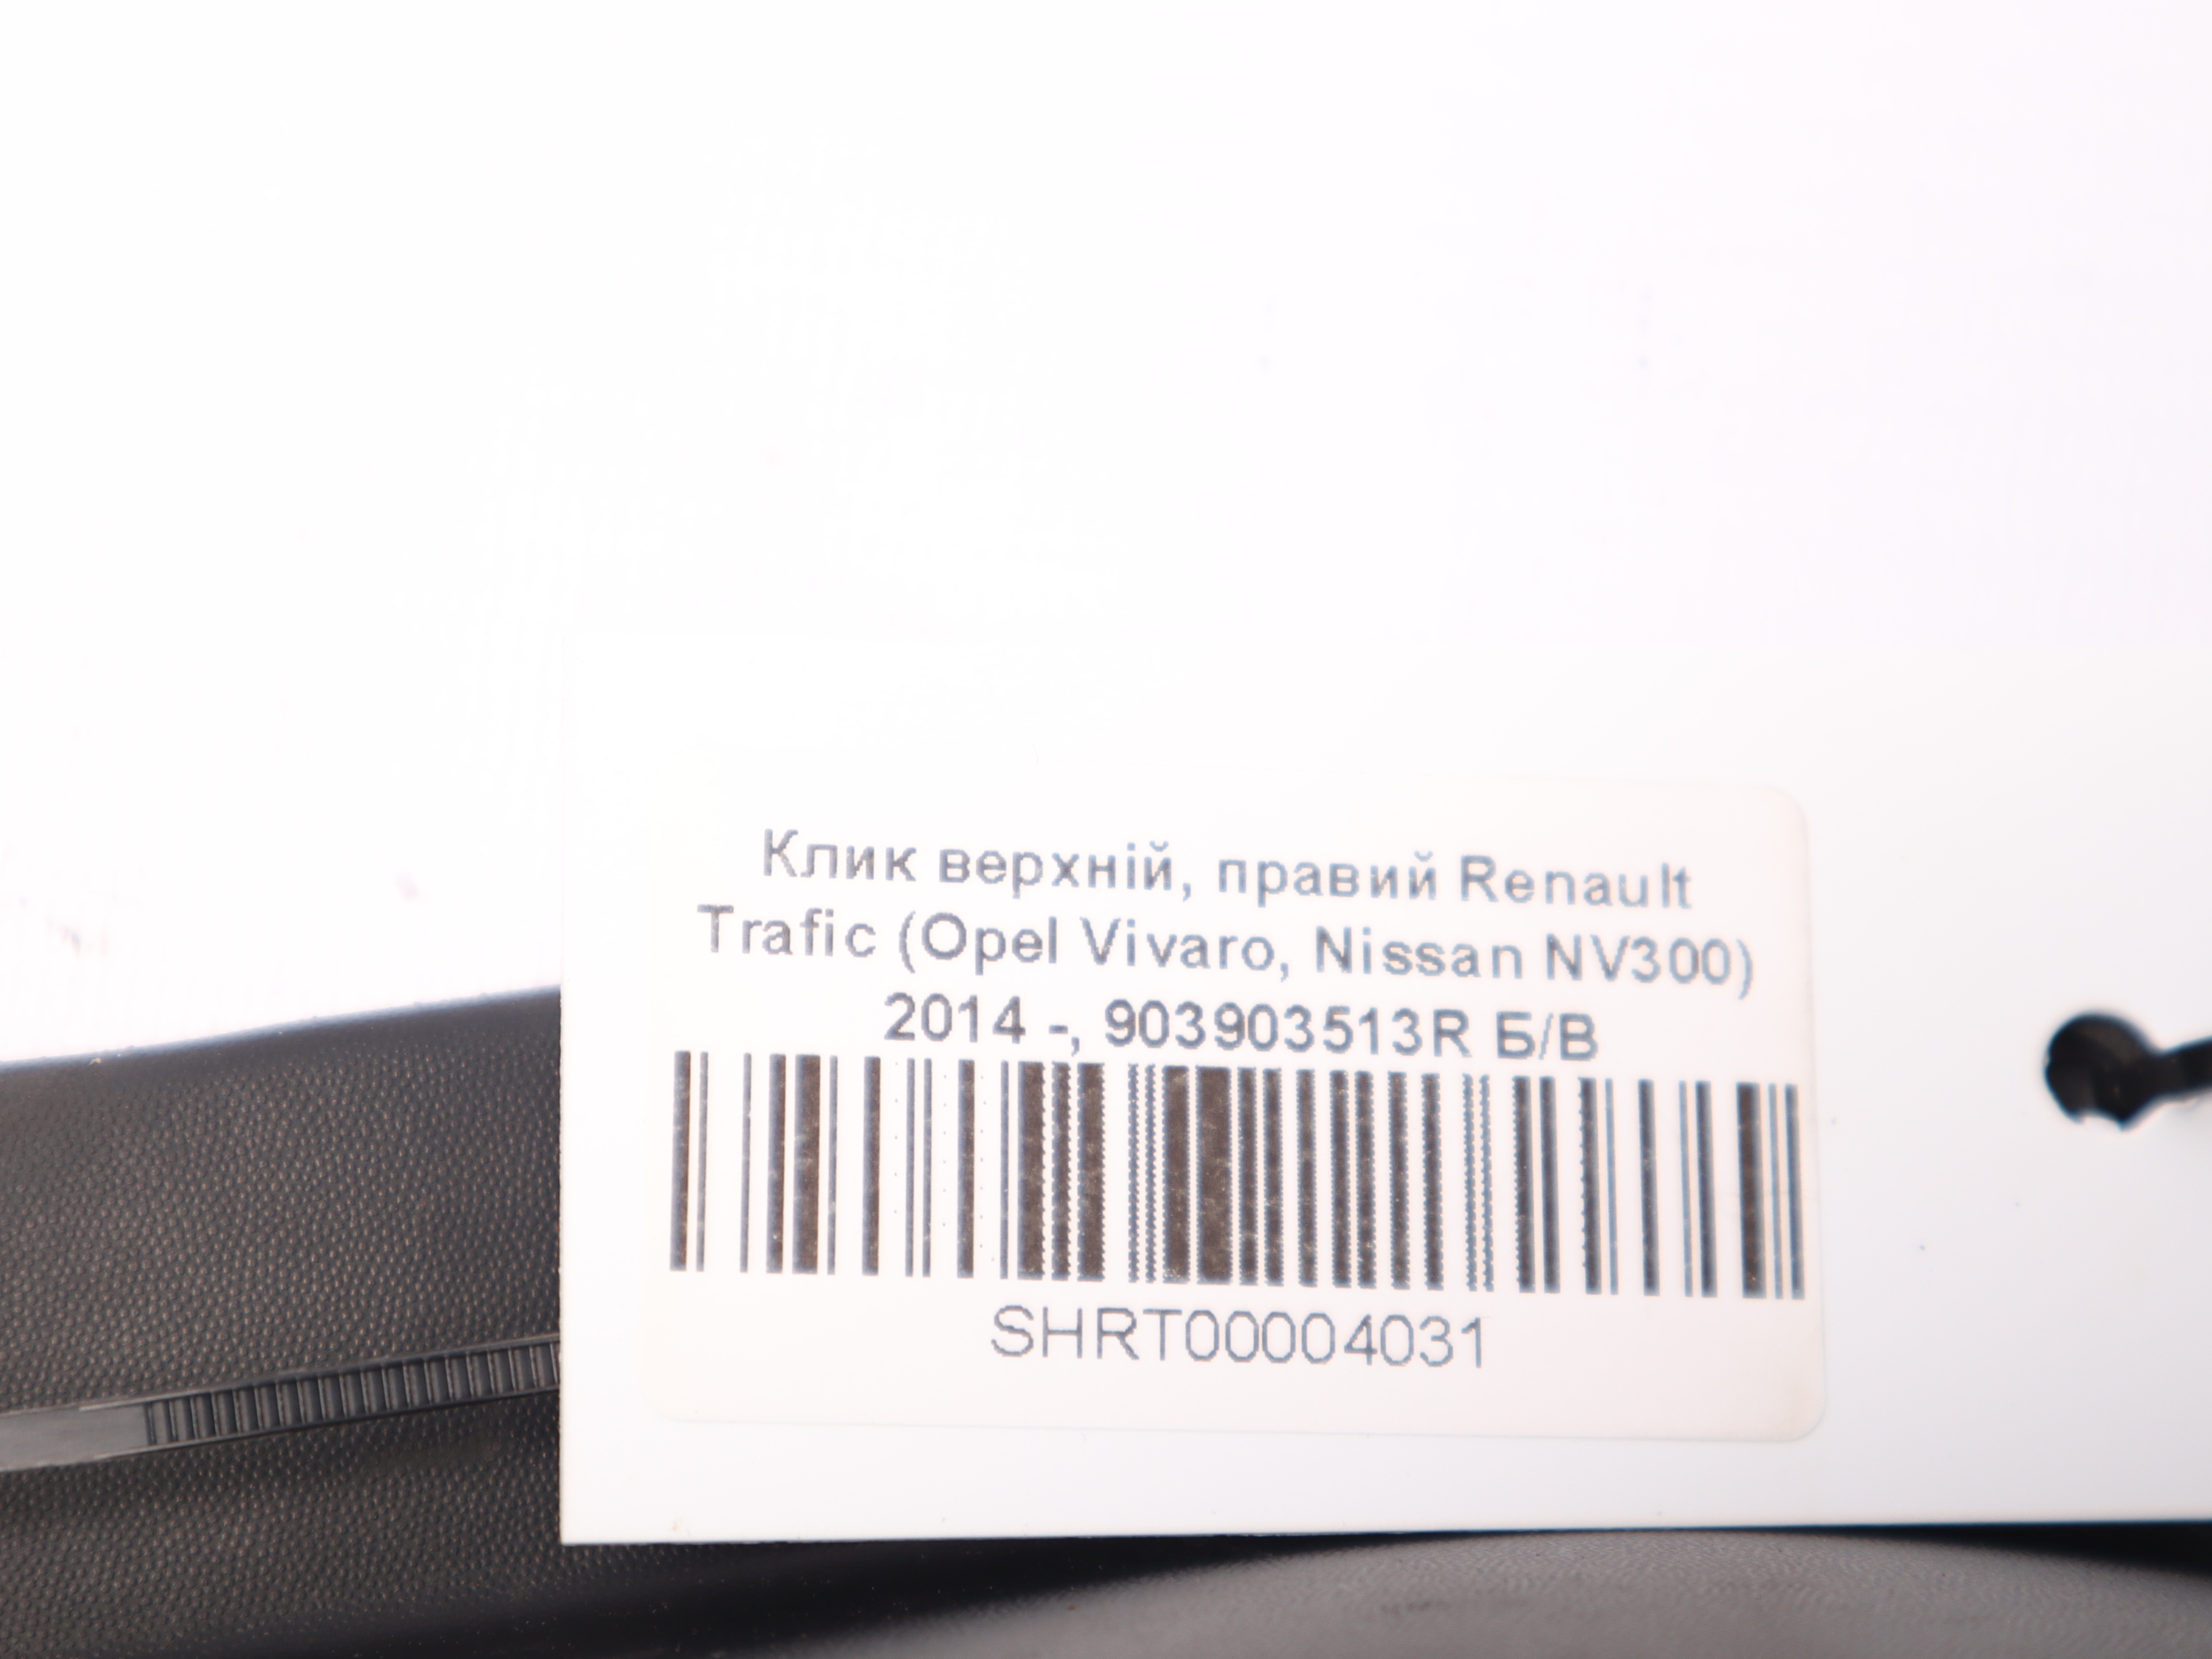 Клик верхній, правий Renault
Trafic (Opel Vivaro, Nissan NV300)
2014 -, 903903513R Б/В
SHRT00004031